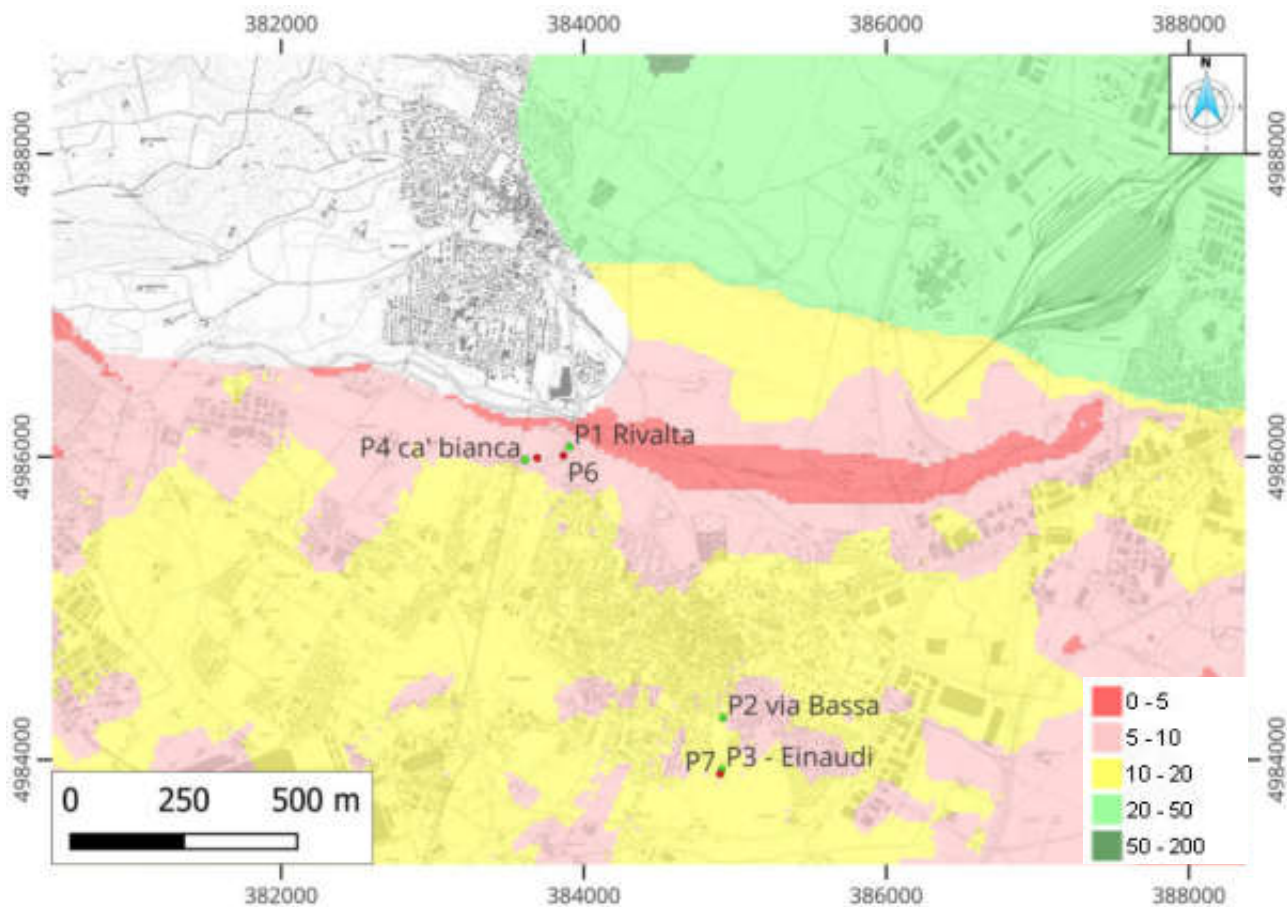 382000 384000 386000 388000
N
4988000 4988000
P1 Rivalta
P4 ca' bianca
4986000 P6 4986000
0 - 5
P2 via Bassa 5 - 10
4984000 P7 P3 - Einaudi 10 - 20 4984000
0 250 500 m 20 - 50
50 - 200
382000 384000 386000 388000